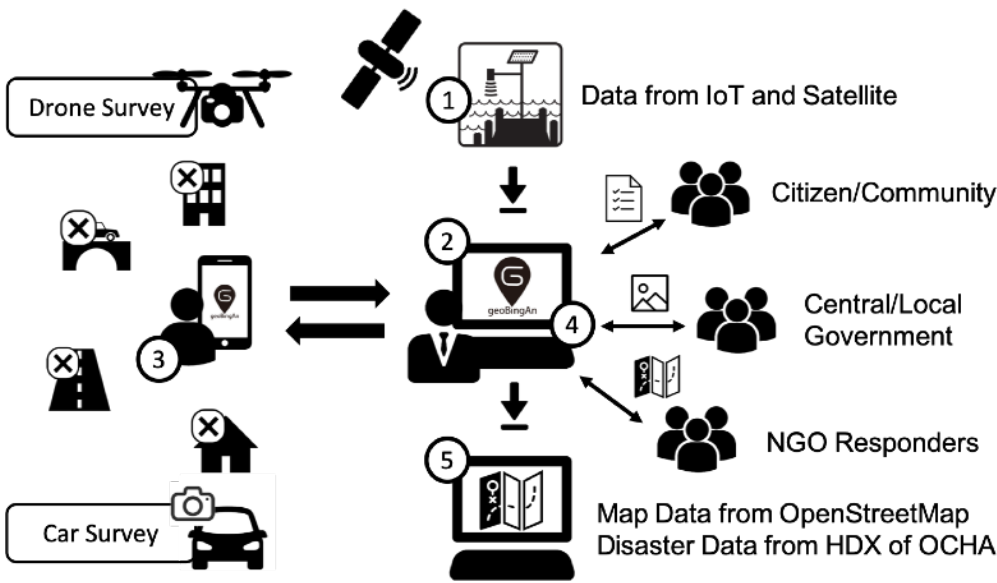 Drone Survey
1
Data from IoT and Satellite
Citizen/Community
2
G
geoBingAn
4
Central/Local
Government
G
3
NGO Responders
5
Car Survey
Map Data from OpenStreetMap
Disaster Data from HDX of OCHA